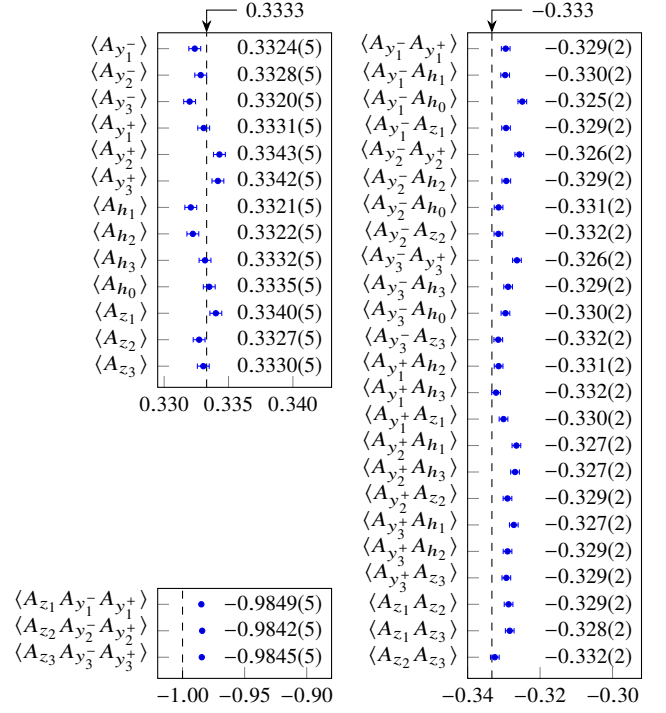 0.3333
⟨A_{y_1^-}⟩ 0.3324(5)
⟨A_{y_2^-}⟩ 0.3328(5)
⟨A_{y_3^-}⟩ 0.3320(5)
⟨A_{y_1^+}⟩ 0.3331(5)
⟨A_{y_2^+}⟩ 0.3343(5)
⟨A_{y_3^+}⟩ 0.3342(5)
⟨A_{h_1}⟩ 0.3321(5)
⟨A_{h_2}⟩ 0.3322(5)
⟨A_{h_3}⟩ 0.3332(5)
⟨A_{h_0}⟩ 0.3335(5)
⟨A_{z_1}⟩ 0.3340(5)
⟨A_{z_2}⟩ 0.3327(5)
⟨A_{z_3}⟩ 0.3330(5)
0.330 0.335 0.340
⟨A_{z_1} A_{y_1^-} A_{y_1^+}⟩ −0.9849(5)
⟨A_{z_2} A_{y_2^-} A_{y_2^+}⟩ −0.9842(5)
⟨A_{z_3} A_{y_3^-} A_{y_3^+}⟩ −0.9845(5)
−1.00 −0.95 −0.90
−0.333
⟨A_{y_1^-} A_{y_1^+}⟩ −0.329(2)
⟨A_{y_1^-} A_{h_1}⟩ −0.330(2)
⟨A_{y_1^-} A_{h_0}⟩ −0.325(2)
⟨A_{y_1^-} A_{z_1}⟩ −0.329(2)
⟨A_{y_2^-} A_{y_2^+}⟩ −0.326(2)
⟨A_{y_2^-} A_{h_2}⟩ −0.329(2)
⟨A_{y_2^-} A_{h_0}⟩ −0.331(2)
⟨A_{y_2^-} A_{z_2}⟩ −0.332(2)
⟨A_{y_3^-} A_{y_3^+}⟩ −0.326(2)
⟨A_{y_3^-} A_{h_3}⟩ −0.329(2)
⟨A_{y_3^-} A_{h_0}⟩ −0.330(2)
⟨A_{y_3^-} A_{z_3}⟩ −0.332(2)
⟨A_{y_1^+} A_{h_2}⟩ −0.331(2)
⟨A_{y_1^+} A_{h_3}⟩ −0.332(2)
⟨A_{y_1^+} A_{z_1}⟩ −0.330(2)
⟨A_{y_2^+} A_{h_1}⟩ −0.327(2)
⟨A_{y_2^+} A_{h_3}⟩ −0.327(2)
⟨A_{y_2^+} A_{z_2}⟩ −0.329(2)
⟨A_{y_3^+} A_{h_1}⟩ −0.327(2)
⟨A_{y_3^+} A_{h_2}⟩ −0.329(2)
⟨A_{y_3^+} A_{z_3}⟩ −0.329(2)
⟨A_{z_1} A_{z_2}⟩ −0.329(2)
⟨A_{z_1} A_{z_3}⟩ −0.328(2)
⟨A_{z_2} A_{z_3}⟩ −0.332(2)
−0.34 −0.32 −0.30